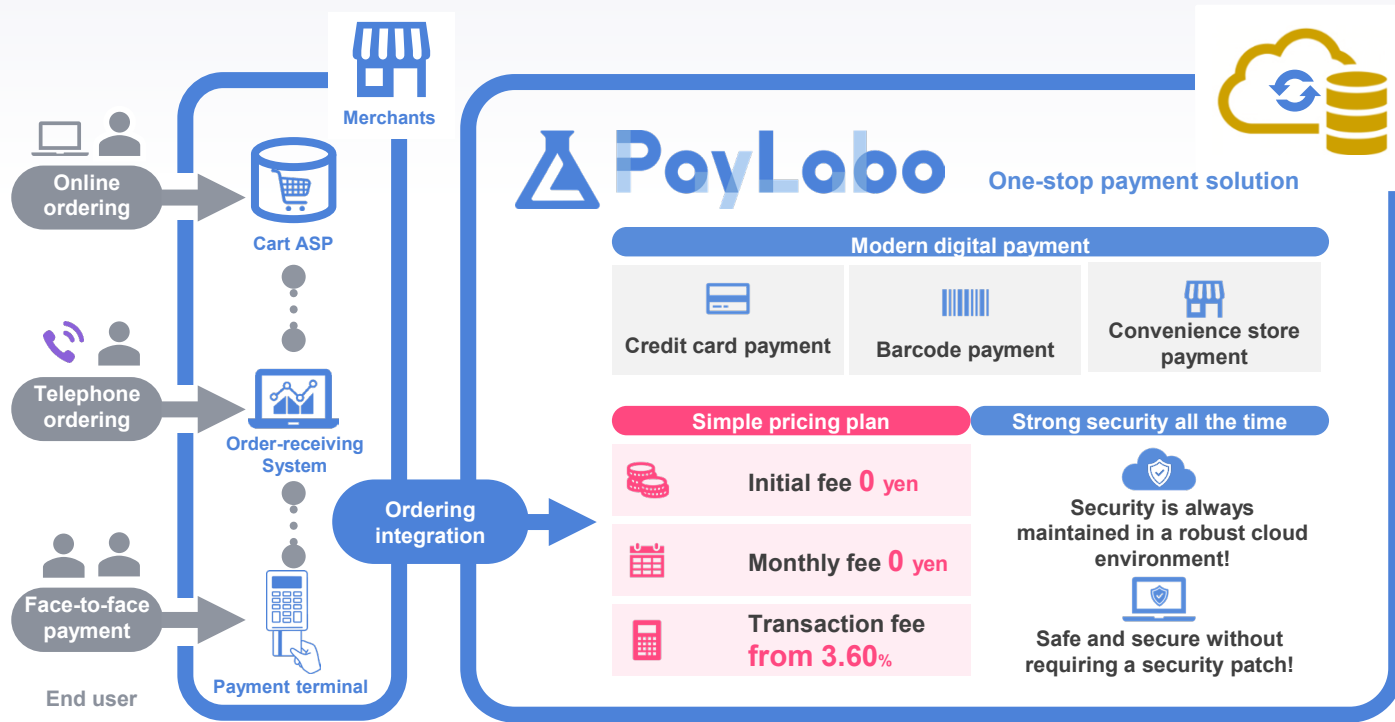 Merchants
Online
ordering
Cart ASP
Telephone
ordering
Order-receiving
System
Face-to-face
payment
Payment terminal
End user
Ordering
integration
PayLabo
One-stop payment solution
Modern digital payment
Credit card payment
Barcode payment
Convenience store
payment
Simple pricing plan
Initial fee 0 yen
Monthly fee 0 yen
Transaction fee
from 3.60%
Strong security all the time
Security is always
maintained in a robust cloud
environment!
Safe and secure without
requiring a security patch!